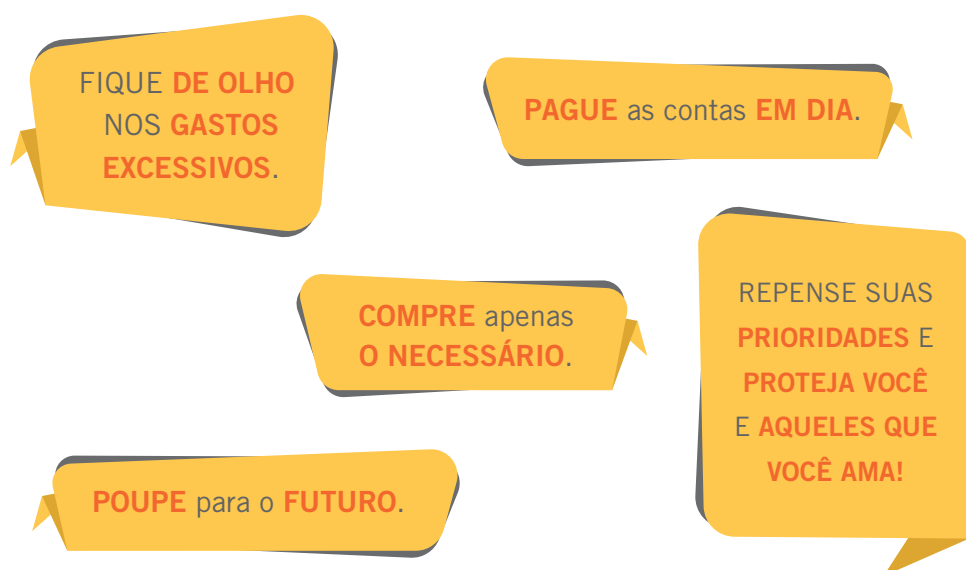 FIQUE DE OLHO
NOS GASTOS
EXCESSIVOS.
PAGUE as contas EM DIA.
COMPRE apenas
O NECESSÁRIO.
REPENSE SUAS
PRIORIDADES E
PROTEJA VOCÊ
E AQUELES QUE
VOCÊ AMA!
POUPE para o FUTURO.